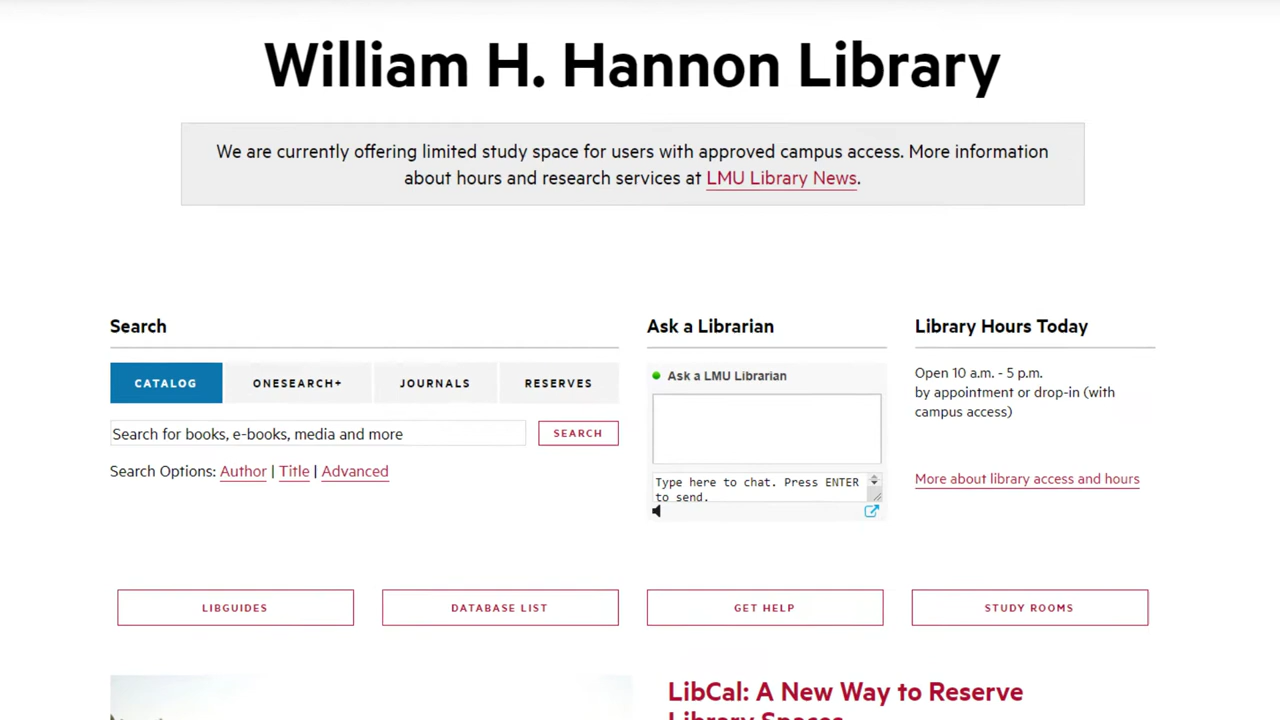 William H. Hannon Library
We are currently offering limited study space for users with approved campus access. More information
about hours and research services at LMU Library News.
Search
CATALOG
ONESEARCH+
JOURNALS
RESERVES
Search for books, e-books, media and more
SEARCH
Search Options: Author | Title | Advanced
Ask a Librarian
Ask a LMU Librarian
Type here to chat. Press ENTER
to send.
Library Hours Today
Open 10 a.m. - 5 p.m.
by appointment or drop-in (with
campus access)
More about library access and hours
LIBGUIDES
DATABASE LIST
GET HELP
STUDY ROOMS
LibCal: A New Way to Reserve
Library Spaces